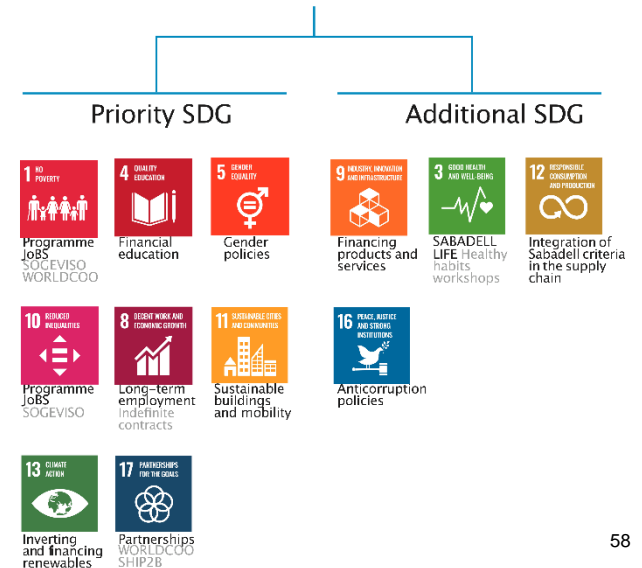 Priority SDG
Additional SDG
1 NO
POVERTY
Programme
JoBS
SOGEVISO
WORLDCOO
4 QUALITY
EDUCATION
Financial
education
5 GENDER
EQUALITY
Gender
policies
9 INDUSTRY, INNOVATION
AND INFRASTRUCTURE
Financing
products and
services
3 GOOD HEALTH
AND WELL-BEING
SABADELL
LIFE Healthy
habits
workshops
12 RESPONSIBLE
CONSUMPTION
AND PRODUCTION
Integration of
Sabadell criteria
in the supply
chain
10 REDUCED
INEQUALITIES
Programme
JoBS
SOGEVISO
8 DECENT WORK AND
ECONOMIC GROWTH
Long-term
employment
Indefinite
contracts
11 SUSTAINABLE CITIES
AND COMMUNITIES
Sustainable
buildings
and mobility
16 PEACE, JUSTICE
AND STRONG
INSTITUTIONS
Anticorruption
policies
13 CLIMATE
ACTION
Inverting
and financing
renewables
17 PARTNERSHIPS
FOR THE GOALS
Partnerships
WORLDCOO
SHIP2B
58